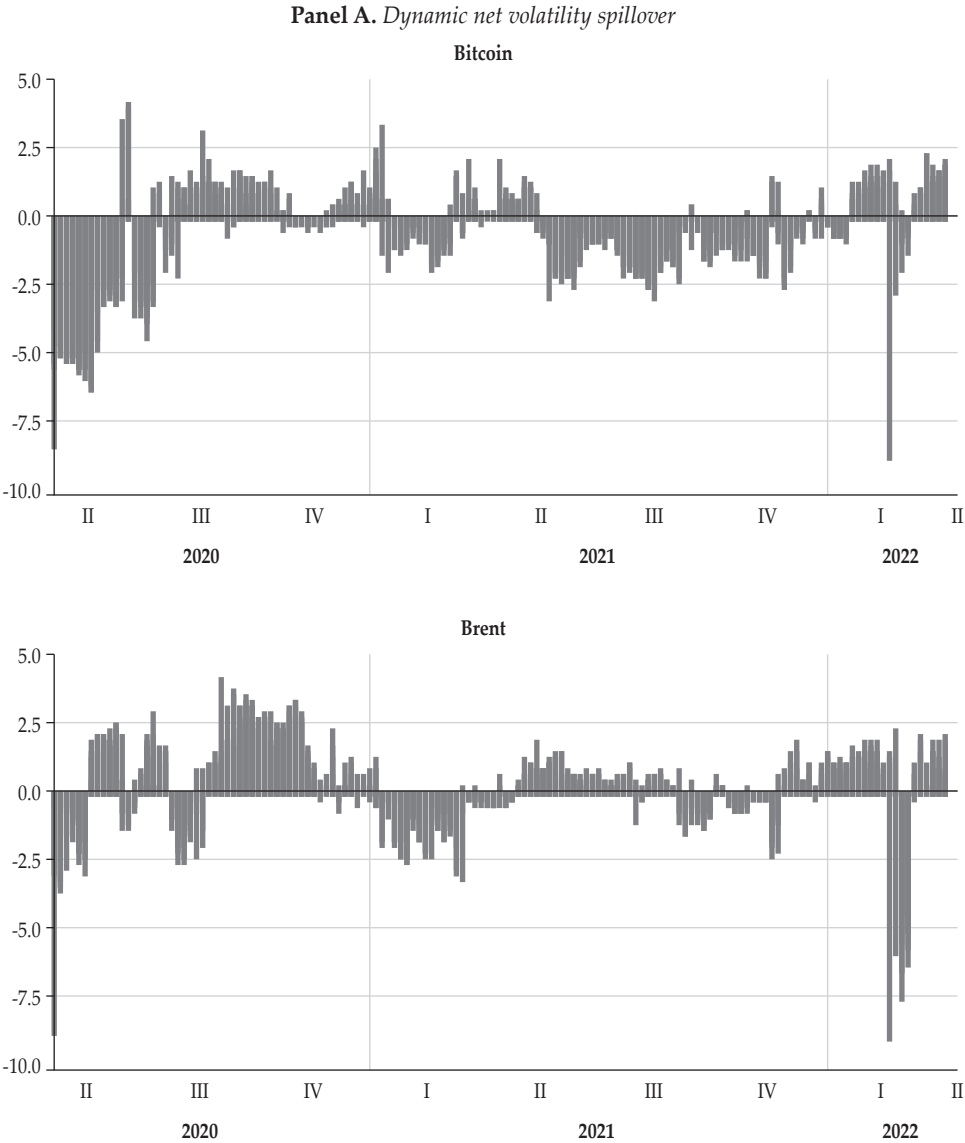 Panel A. Dynamic net volatility spillover
Bitcoin
5.0
2.5
0.0
-2.5
-5.0
-7.5
-10.0
II III IV I II III IV I II
2020 2021 2022
Brent
5.0
2.5
0.0
-2.5
-5.0
-7.5
-10.0
II III IV I II III IV I II
2020 2021 2022